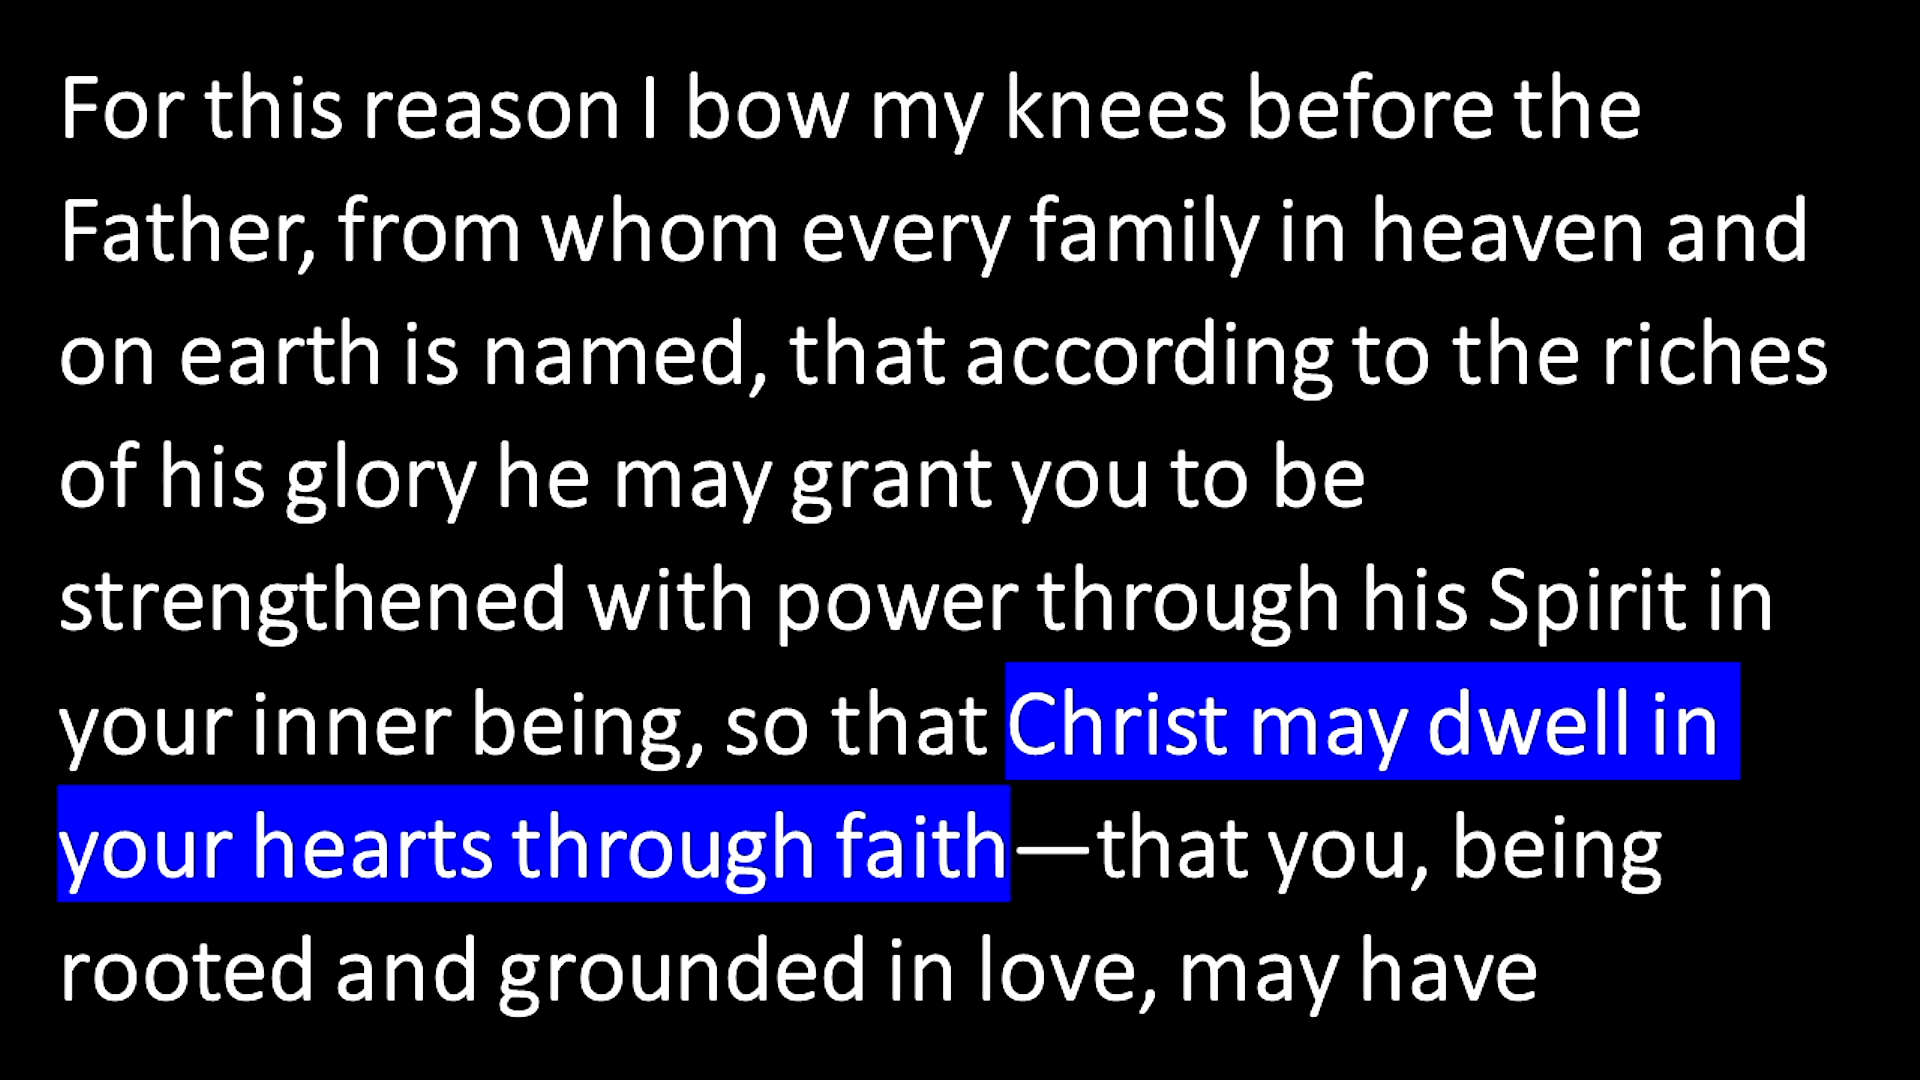 For this reason I bow my knees before the
Father, from whom every family in heaven and
on earth is named, that according to the riches
of his glory he may grant you to be
strengthened with power through his Spirit in
your inner being, so that Christ may dwell in
your hearts through faith—that you, being
rooted and grounded in love, may have